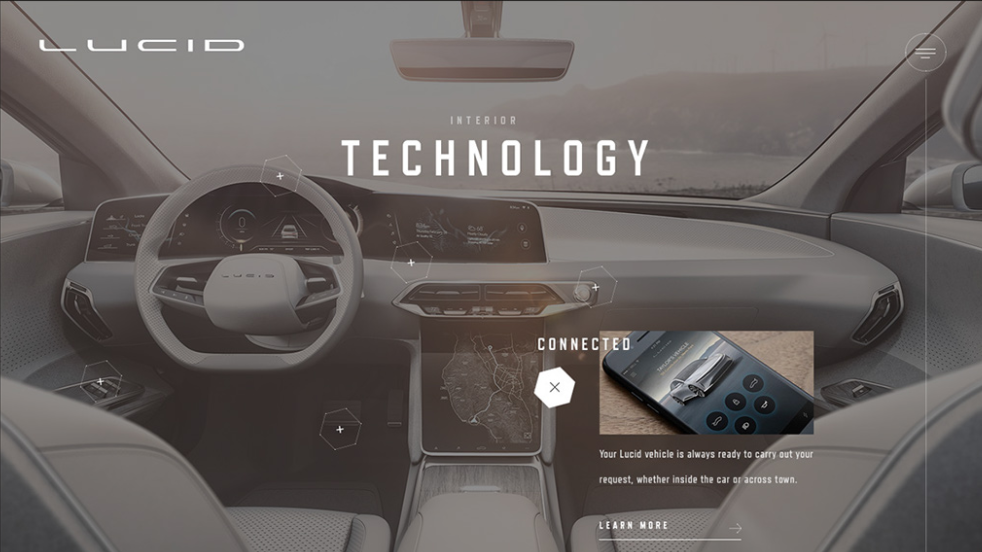 LUCID
INTERIOR
TECHNOLOGY
LUCID
CONNECTED
Your Lucid vehicle is always ready to carry out your
request, whether inside the car or across town.
LEARN MORE